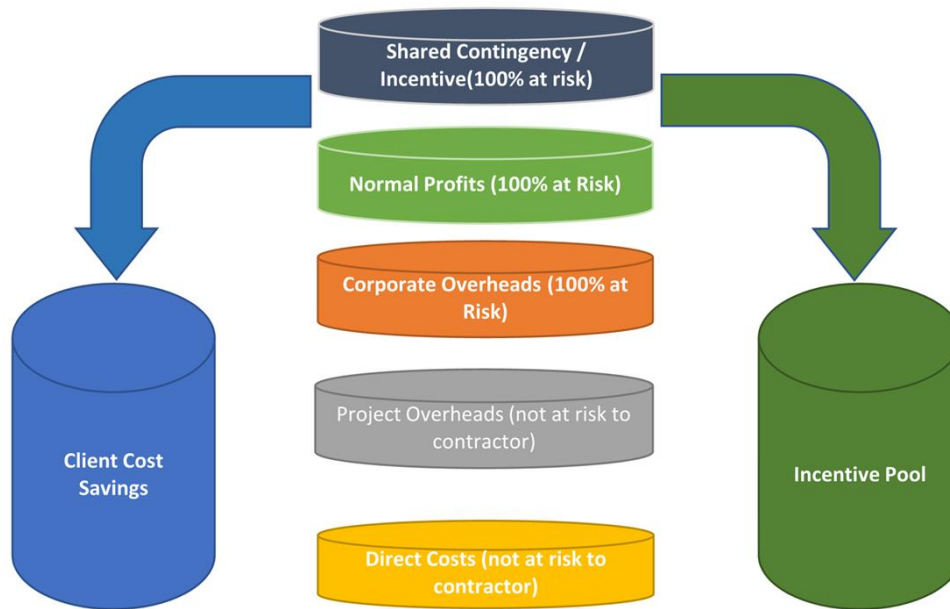 Shared Contingency /
Incentive(100% at risk)
Normal Profits (100% at Risk)
Corporate Overheads (100% at
Risk)
Project Overheads (not at risk to
contractor)
Client Cost
Savings
Incentive Pool
Direct Costs (not at risk to
contractor)